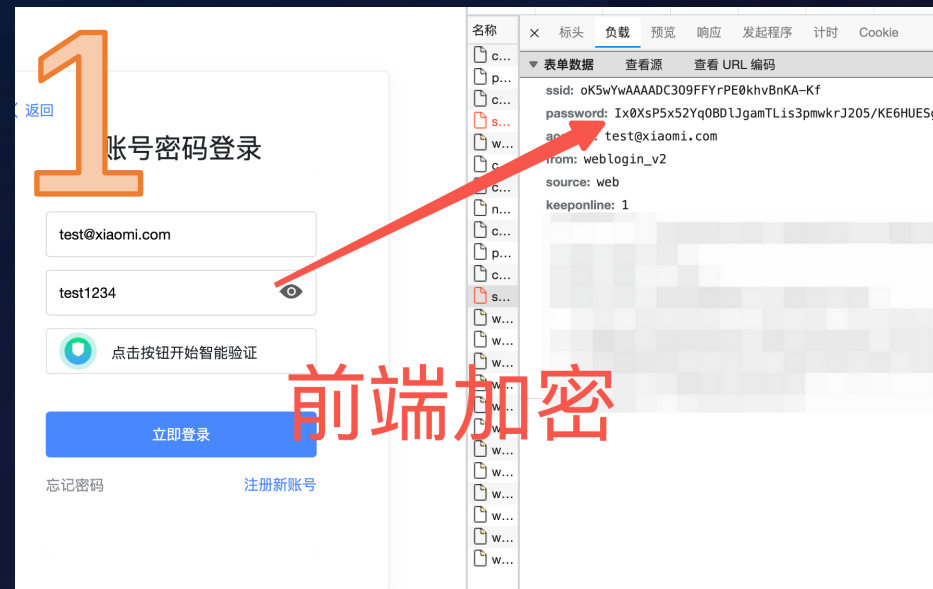 1
返回
账号密码登录
test@xiaomi.com
test1234
点击按钮开始智能验证
立即登录
忘记密码
注册新账号
前端加密
名称
c...
p...
c...
s...
w...
c...
c...
n...
c...
p...
c...
s...
w...
w...
w...
w...
w...
w...
w...
w...
w...
w...
w...
w...
标头 负载 预览 响应 发起程序 计时 Cookie
表单数据 查看源 查看 URL 编码
ssid: oK5wYwAAAADC3O9FFYrPE0khvBnKA-Kf
password: Ix0XsP5x52YqOBDlJgamTLis3pmwkrJ2O5/KE6HUES
test@xiaomi.com
from: weblogin_v2
source: web
keeponline: 1